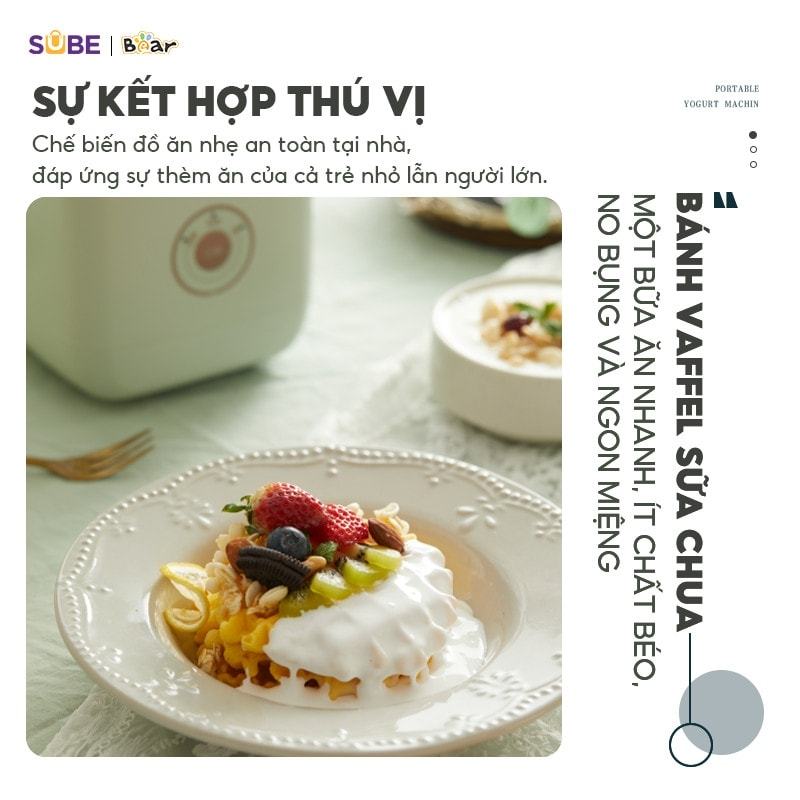 SUBE | Bear
SỰ KẾT HỢP THÚ VỊ
Chế biến đồ ăn nhẹ an toàn tại nhà,
đáp ứng sự thèm ăn của cả trẻ nhỏ lẫn người lớn.
PORTABLE
YOGURT MACHIN
BÁNH VAFFEL SỮA CHUA
MỘT BỮA ĂN NHANH, ÍT CHẤT BÉO,
NO BỤNG VÀ NGON MIỆNG